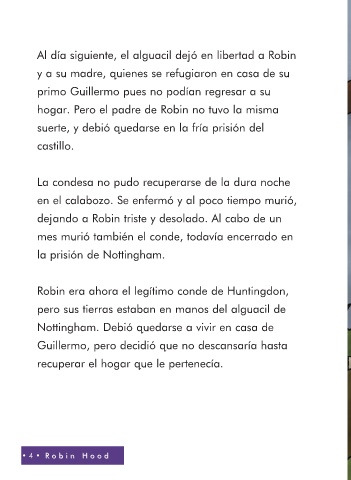 Al día siguiente, el alguacil dejó en libertad a Robin
y a su madre, quienes se refugiaron en casa de su
primo Guillermo pues no podían regresar a su
hogar. Pero el padre de Robin no tuvo la misma
suerte, y debió quedarse en la fría prisión del
castillo.
La condesa no pudo recuperarse de la dura noche
en el calabozo. Se enfermó y al poco tiempo murió,
dejando a Robin triste y desolado. Al cabo de un
mes murió también el conde, todavía encerrado en
la prisión de Nottingham.
Robin era ahora el legítimo conde de Huntingdon,
pero sus tierras estaban en manos del alguacil de
Nottingham. Debió quedarse a vivir en casa de
Guillermo, pero decidió que no descansaría hasta
recuperar el hogar que le pertenecía.
• 4 • Robin Hood